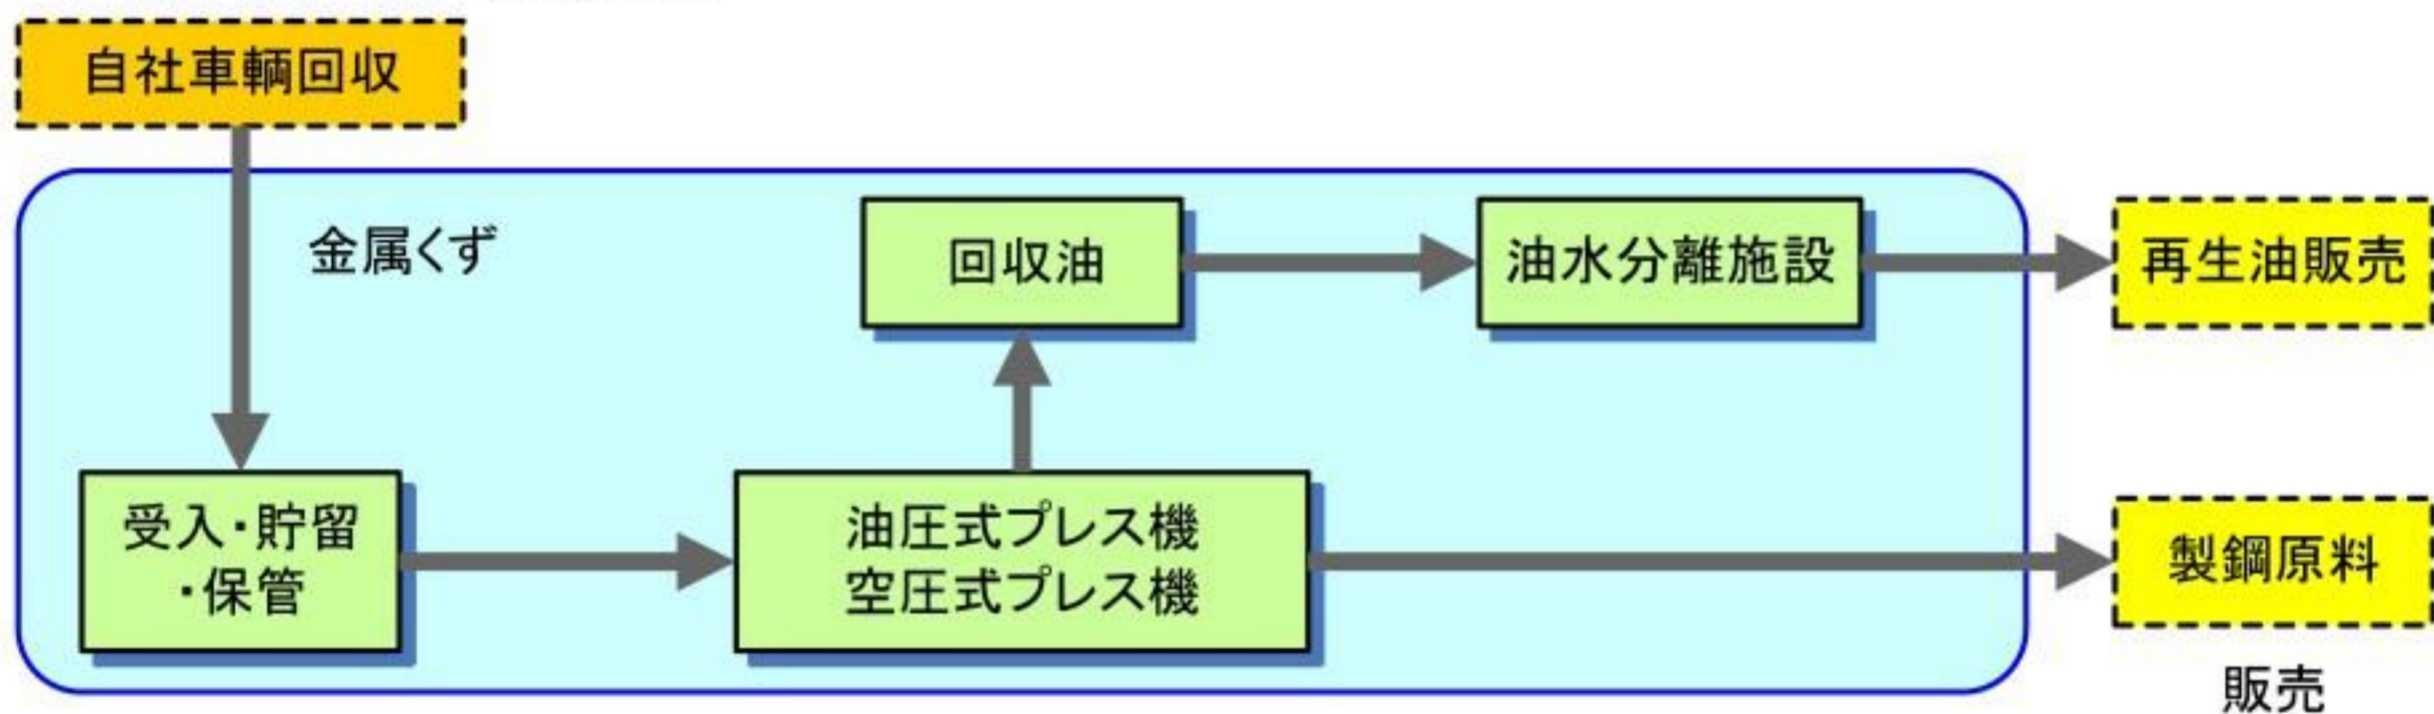 自社車輌回収
金属くず
回収油
油水分離施設
再生油販売
受入・貯留
・保管
油圧式プレス機
空圧式プレス機
製鋼原料
販売